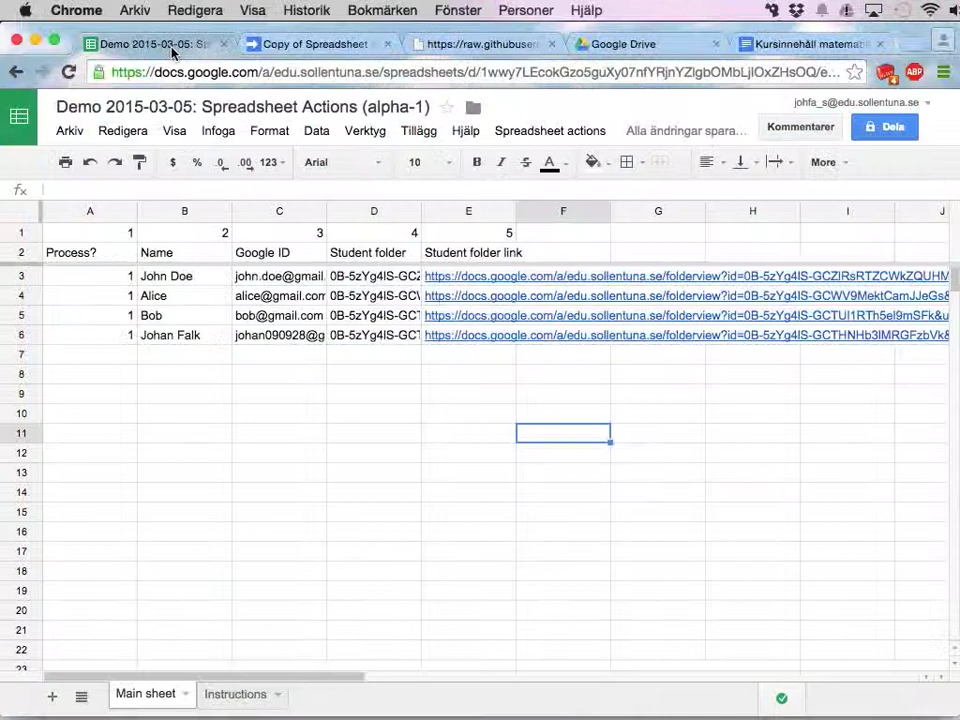 Chrome Arkiv Redigera Visa Historik Bokmärken Fönster Personer Hjälp
Demo 2015-03-05: Sp Copy of Spreadsheet https://raw.githubuser Google Drive Kursinnehåll matemat
https://docs.google.com/a/edu.sollentuna.se/spreadsheets/d/1wwy7LEcokGzo5guXy07nfYRjnYZlgbOMbLjlOxZHsOQ/e... ABP
Demo 2015-03-05: Spreadsheet Actions (alpha-1) johfa_s@edu.sollentuna.se
Arkiv Redigera Visa Infoga Format Data Verktyg Tillägg Hjälp Spreadsheet actions Alla ändringar spara... Kommentarer Dela
$ % .0 .00 123 Arial 10 B I S A More
fx
A B C D E F G H I J
1 1 2 3 4 5
2 Process? Name Google ID Student folder Student folder link
3 1 John Doe john.doe@gmail. 0B-5zYg4lS-GCZ https://docs.google.com/a/edu.sollentuna.se/folderview?id=0B-5zYg4lS-GCZlRsRTZCWkZQUHM
4 1 Alice alice@gmail.com 0B-5zYg4lS-GCV https://docs.google.com/a/edu.sollentuna.se/folderview?id=0B-5zYg4lS-GCWV9MektCamJJeGs&
5 1 Bob bob@gmail.com 0B-5zYg4lS-GCT https://docs.google.com/a/edu.sollentuna.se/folderview?id=0B-5zYg4lS-GCTUl1RTh5el9mSFk&u
6 1 Johan Falk johan090928@g 0B-5zYg4lS-GCT https://docs.google.com/a/edu.sollentuna.se/folderview?id=0B-5zYg4lS-GCTHNHb3lMRGFzbVk&
7
8
9
10
11
12
13
14
15
16
17
18
19
20
21
22
23
Main sheet Instructions